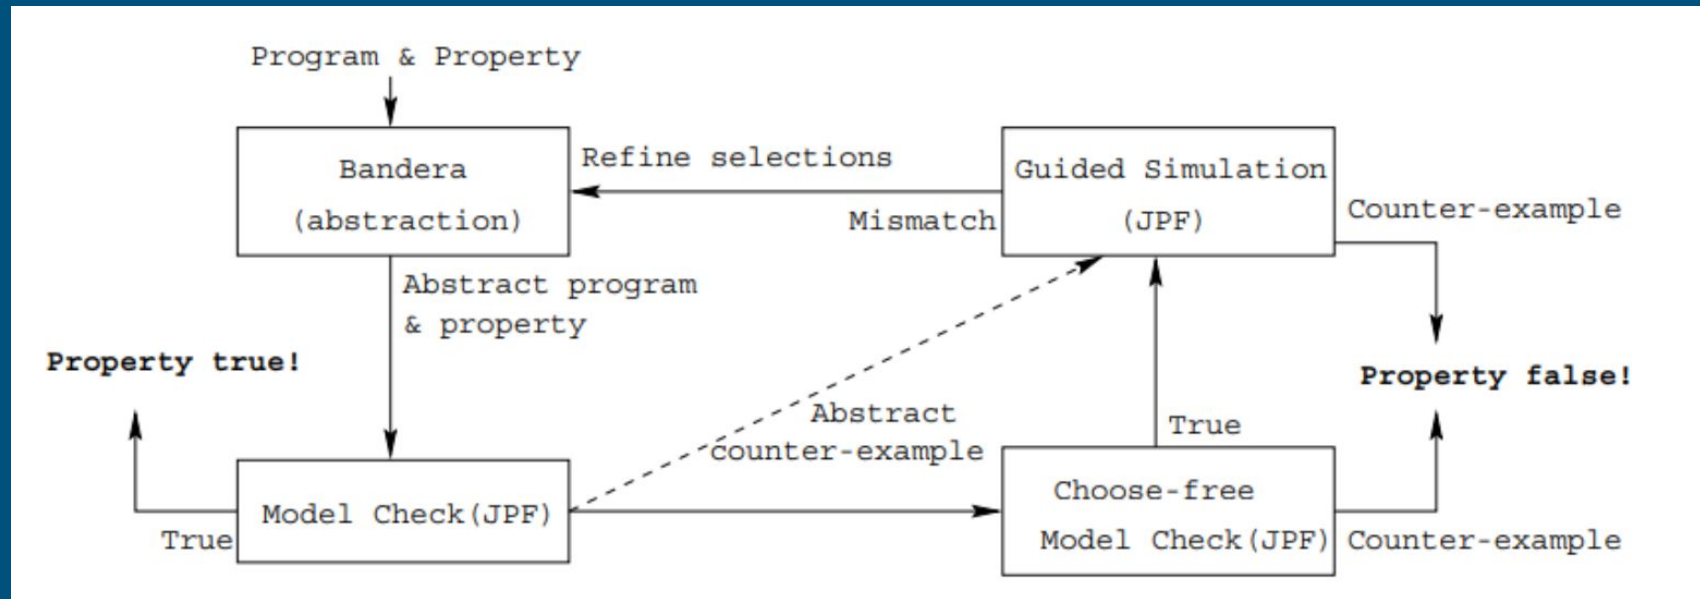 Program & Property
Bandera
(abstraction)
Refine selections
Mismatch
Guided Simulation
(JPF)
Counter-example
Abstract program
& property
Property true!
Property false!
Abstract
counter-example
True
Model Check(JPF)
True
Choose-free
Model Check(JPF)
Counter-example